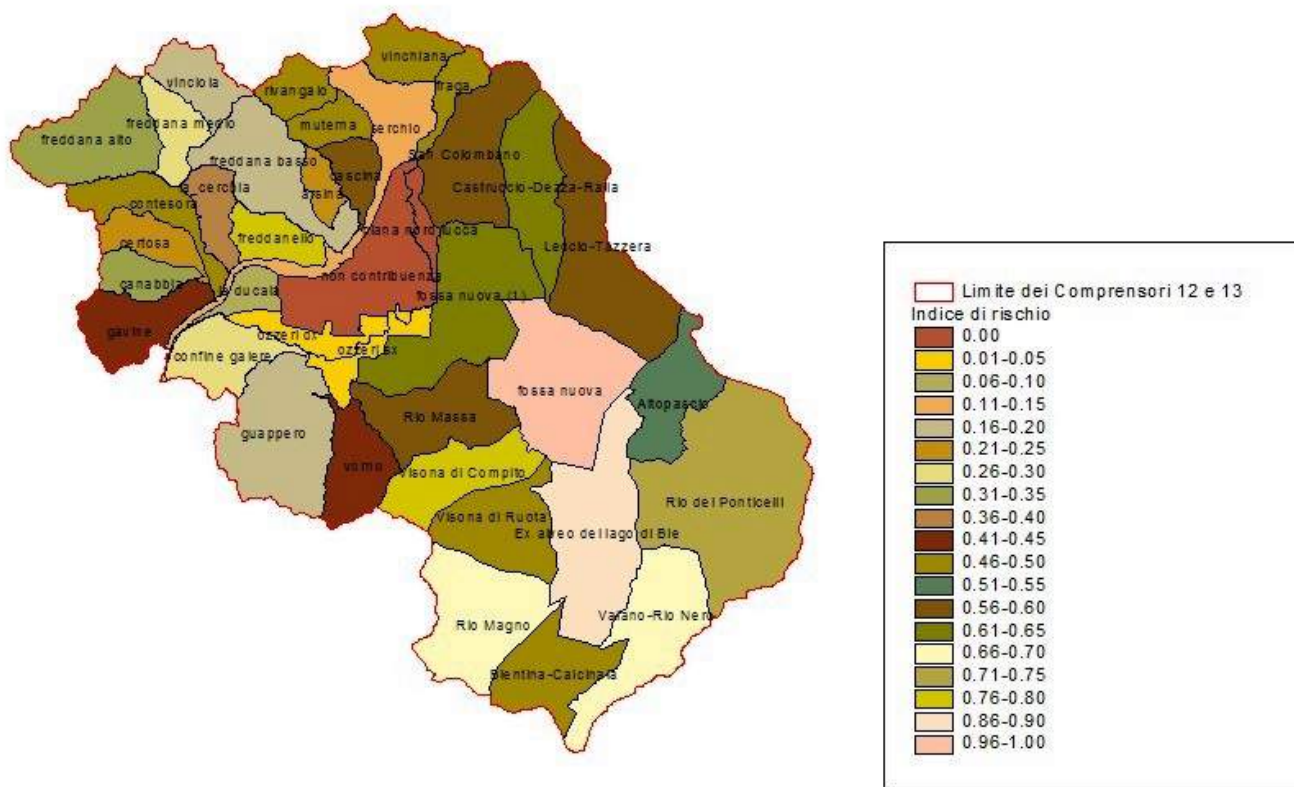 vinchiana
vinciola
rivangaio
fraga
freddana medio
muterna
serchio
freddana alto
San Colombano
freddana basso
cascina
la cerchia
arsina
Castruccio-Dezza-Ralla
contesora
piana nord lucca
certosa
freddanello
Leccio-Tazzera
non contribuenza
canabbia
la ducaia
fossa nuova (1)
gavine
ozzeri dx
confine galere
ozzeri sx
fossa nuova
Altopascio
Rio Massa
guappero
vorno
Visona di Compito
Rio dei Ponticelli
Visona di Ruota
Ex alveo del lago di Bie
Vaiano-Rio Nero
Rio Magno
Bientina-Calcinaia
Limite dei Comprensori 12 e 13
Indice di rischio
0.00
0.01-0.05
0.06-0.10
0.11-0.15
0.16-0.20
0.21-0.25
0.26-0.30
0.31-0.35
0.36-0.40
0.41-0.45
0.46-0.50
0.51-0.55
0.56-0.60
0.61-0.65
0.66-0.70
0.71-0.75
0.76-0.80
0.86-0.90
0.96-1.00